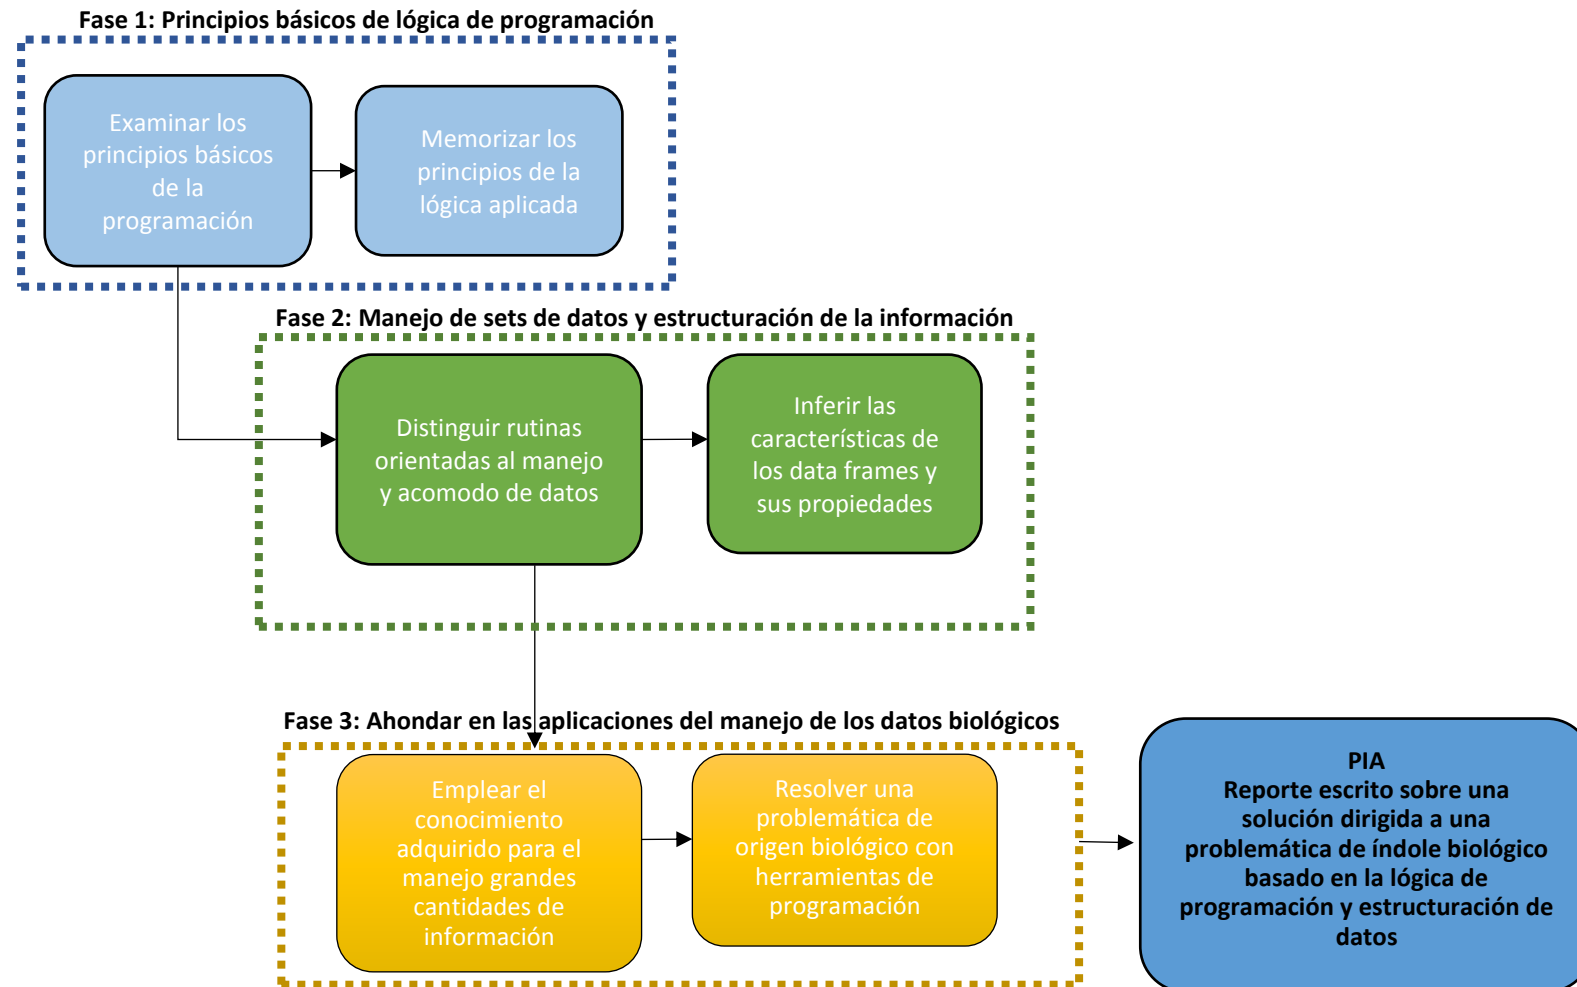 Fase 1: Principios básicos de lógica de programación
Examinar los
principios básicos
de la
programación
Memorizar los
principios de la
lógica aplicada
Fase 2: Manejo de sets de datos y estructuración de la información
Distinguir rutinas
orientadas al manejo
y acomodo de datos
Inferir las
características de
los data frames y
sus propiedades
Fase 3: Ahondar en las aplicaciones del manejo de los datos biológicos
Emplear el
conocimiento
adquirido para el
manejo grandes
cantidades de
información
Resolver una
problemática de
origen biológico con
herramientas de
programación
PIA
Reporte escrito sobre una
solución dirigida a una
problemática de índole biológico
basado en la lógica de
programación y estructuración de
datos